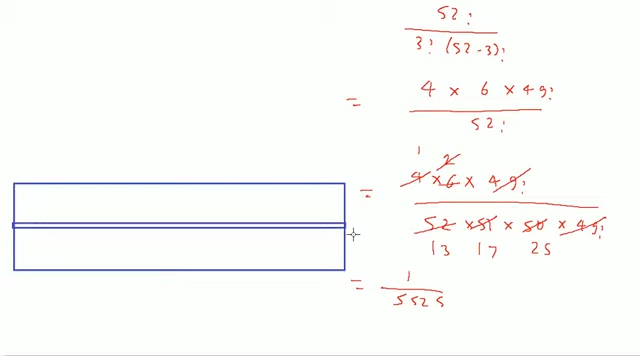 52!
3! (52-3)!
= 4 x 6 x 49!
52!
1 2
= 4 x 6 x 49!
52 x 51 x 50 x 49!
13 17 25
= 1
5525